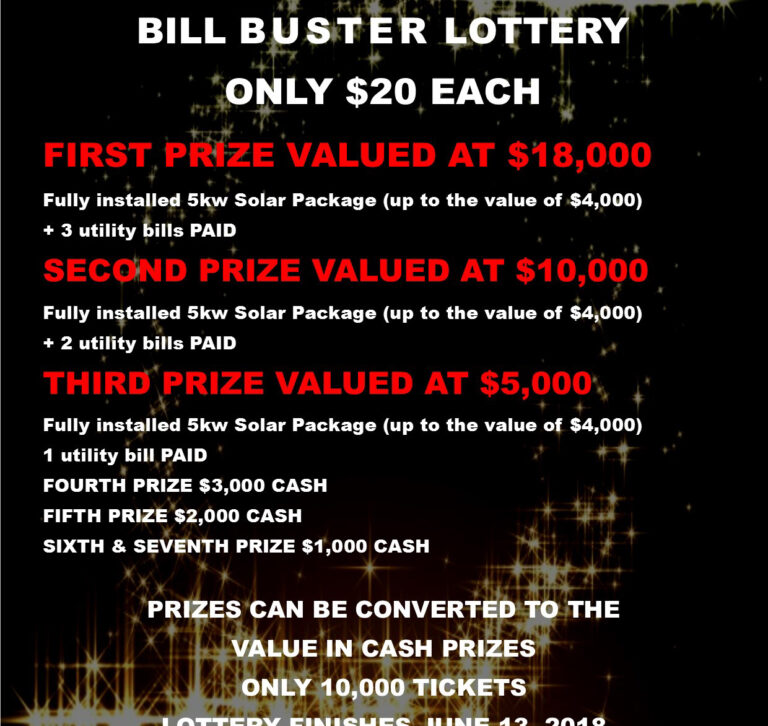 BILL BUSTER LOTTERY
ONLY $20 EACH
FIRST PRIZE VALUED AT $18,000
Fully installed 5kw Solar Package (up to the value of $4,000)
+ 3 utility bills PAID
SECOND PRIZE VALUED AT $10,000
Fully installed 5kw Solar Package (up to the value of $4,000)
+ 2 utility bills PAID
THIRD PRIZE VALUED AT $5,000
Fully installed 5kw Solar Package (up to the value of $4,000)
1 utility bill PAID
FOURTH PRIZE $3,000 CASH
FIFTH PRIZE $2,000 CASH
SIXTH & SEVENTH PRIZE $1,000 CASH
PRIZES CAN BE CONVERTED TO THE
VALUE IN CASH PRIZES
ONLY 10,000 TICKETS
LOTTERY FINISHES JUNE 2018